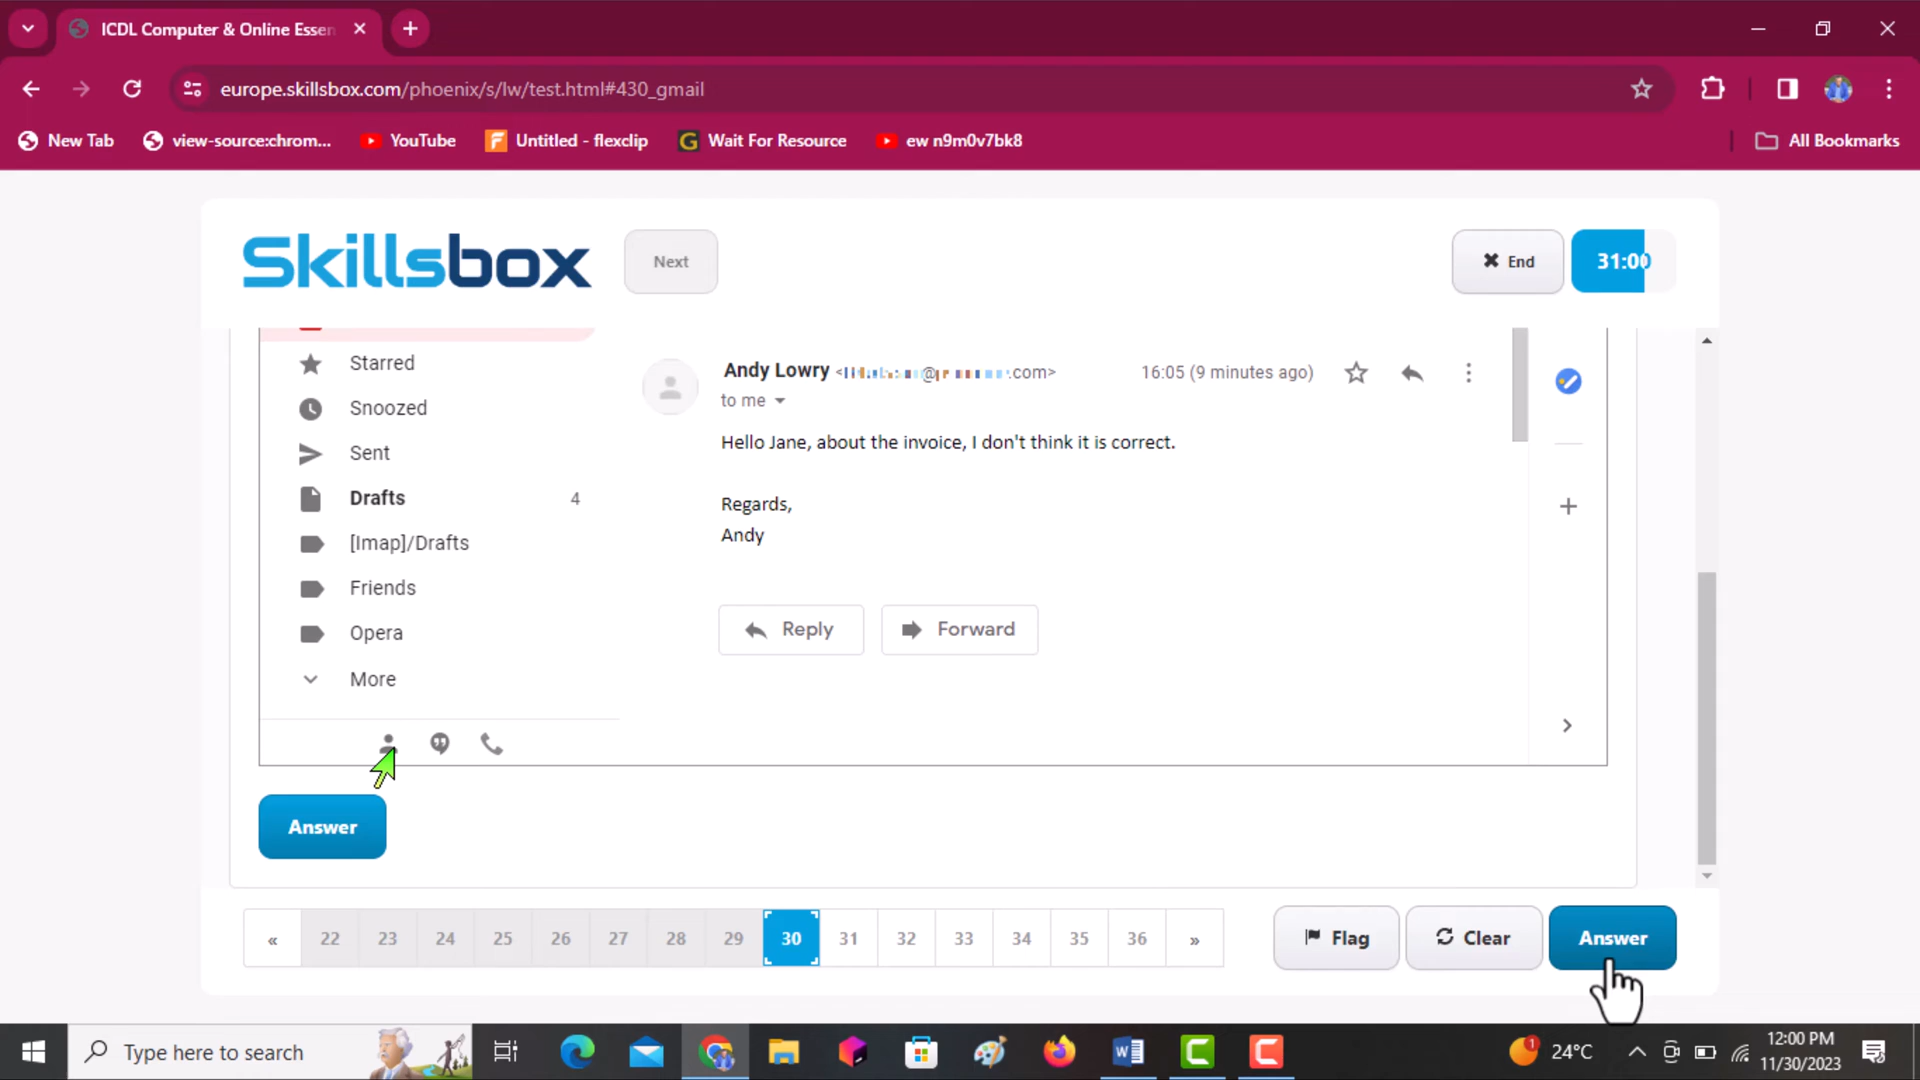 ICDL Computer & Online Essen
europe.skillsbox.com/phoenix/s/lw/test.html#430_gmail
New Tab
view-source:chrom...
YouTube
Untitled - flexclip
Wait For Resource
ew n9m0v7bk8
All Bookmarks
Skillsbox
Next
End
31:00
Starred
Snoozed
Sent
Drafts 4
[Imap]/Drafts
Friends
Opera
More
Andy Lowry
.com>
16:05 (9 minutes ago)
to me
Hello Jane, about the invoice, I don't think it is correct.
Regards,
Andy
Reply
Forward
Answer
« 22 23 24 25 26 27 28 29 30 31 32 33 34 35 36 »
Flag
Clear
Answer
Type here to search
1
24°C
12:00 PM
11/30/2023